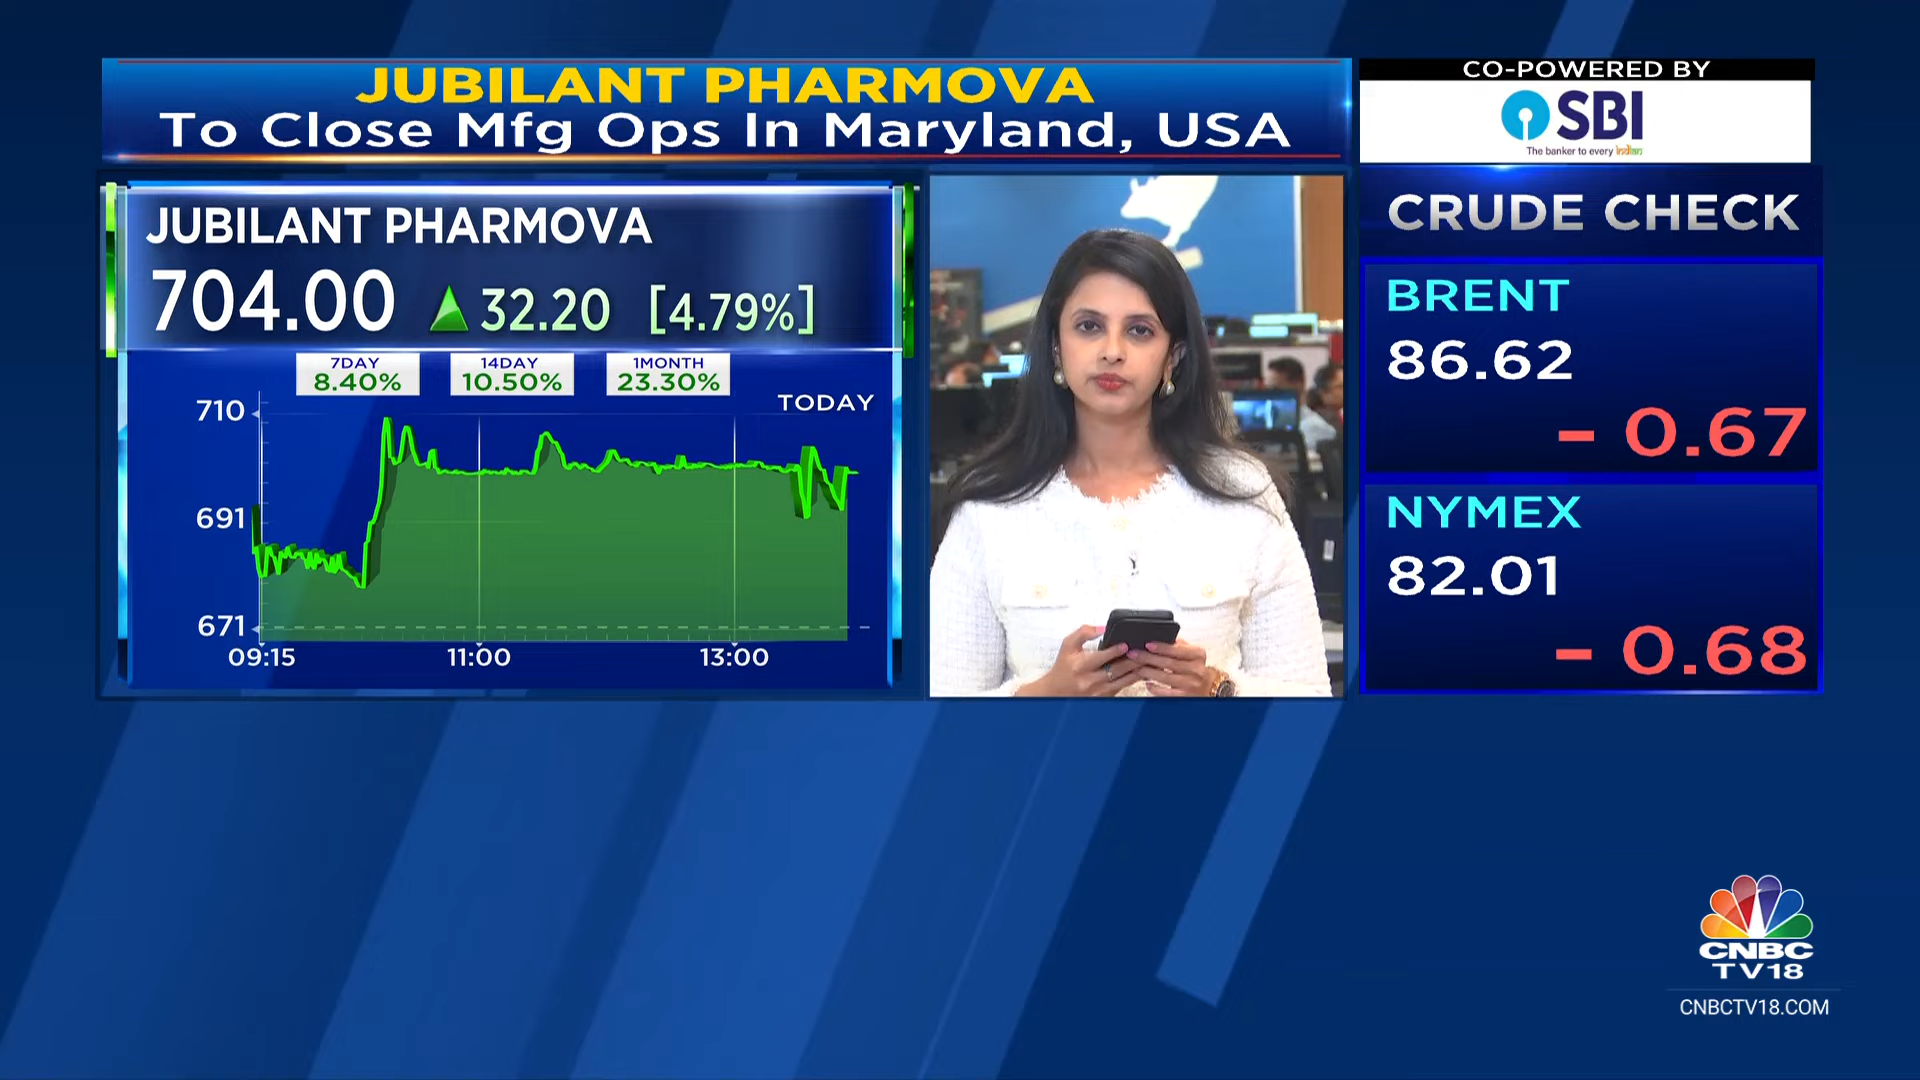 JUBILANT PHARMOVA
To Close Mfg Ops In Maryland, USA
JUBILANT PHARMOVA
704.00 ▲ 32.20 [4.79%]
7DAY
8.40%
14DAY
10.50%
1MONTH
23.30%
TODAY
710
691
671
09:15
11:00
13:00
CO-POWERED BY
SBI
The banker to every indian
CRUDE CHECK
BRENT
86.62
- 0.67
NYMEX
82.01
- 0.68
CNBC
TV18
CNBCTV18.COM